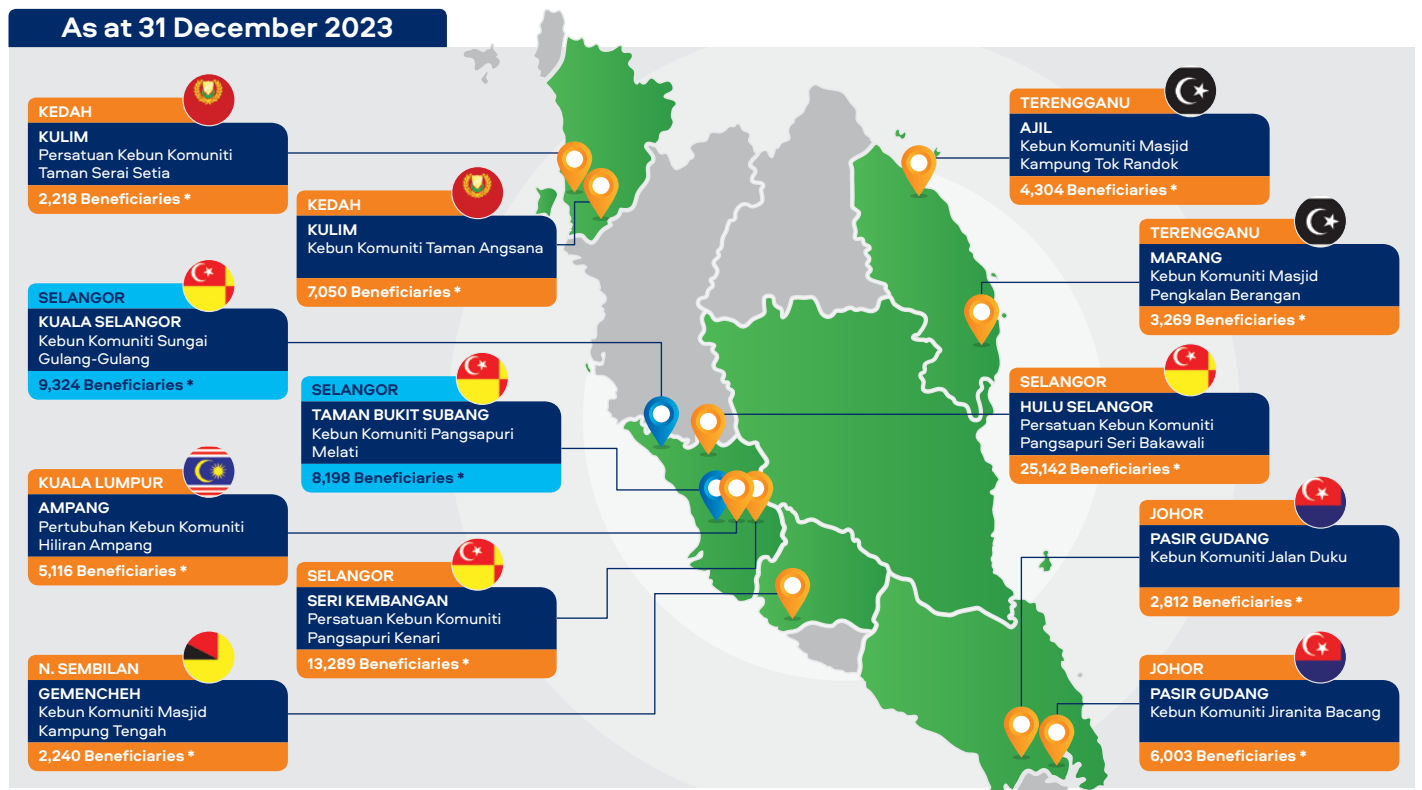 As at 31 December 2023
KEDAH
KULIM
Persatuan Kebun Komuniti
Taman Serai Setia
2,218 Beneficiaries *
KEDAH
KULIM
Kebun Komuniti Taman Angsana
7,050 Beneficiaries *
SELANGOR
KUALA SELANGOR
Kebun Komuniti Sungai
Gulang-Gulang
9,324 Beneficiaries *
SELANGOR
TAMAN BUKIT SUBANG
Kebun Komuniti Pangsapuri
Melati
8,198 Beneficiaries *
KUALA LUMPUR
AMPANG
Pertubuhan Kebun Komuniti
Hiliran Ampang
5,116 Beneficiaries *
SELANGOR
SERI KEMBANGAN
Persatuan Kebun Komuniti
Pangsapuri Kenari
13,289 Beneficiaries *
N. SEMBILAN
GEMENCHEH
Kebun Komuniti Masjid
Kampung Tengah
2,240 Beneficiaries *
TERENGGANU
AJIL
Kebun Komuniti Masjid
Kampung Tok Randok
4,304 Beneficiaries *
TERENGGANU
MARANG
Kebun Komuniti Masjid
Pengkalan Berangan
3,269 Beneficiaries *
SELANGOR
HULU SELANGOR
Persatuan Kebun Komuniti
Pangsapuri Seri Bakawali
25,142 Beneficiaries *
JOHOR
PASIR GUDANG
Kebun Komuniti Jalan Duku
2,812 Beneficiaries *
JOHOR
PASIR GUDANG
Kebun Komuniti Jiranita Bacang
6,003 Beneficiaries *